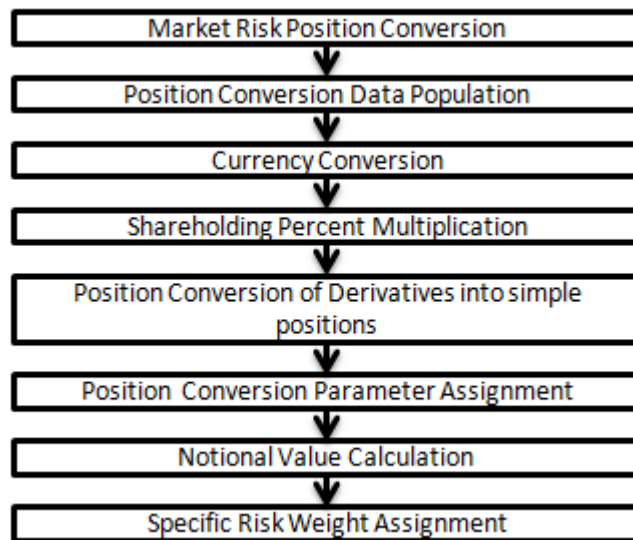 Market Risk Position Conversion
Position Conversion Data Population
Currency Conversion
Shareholding Percent Multiplication
Position Conversion of Derivatives into simple
positions
Position Conversion Parameter Assignment
Notional Value Calculation
Specific Risk Weight Assignment